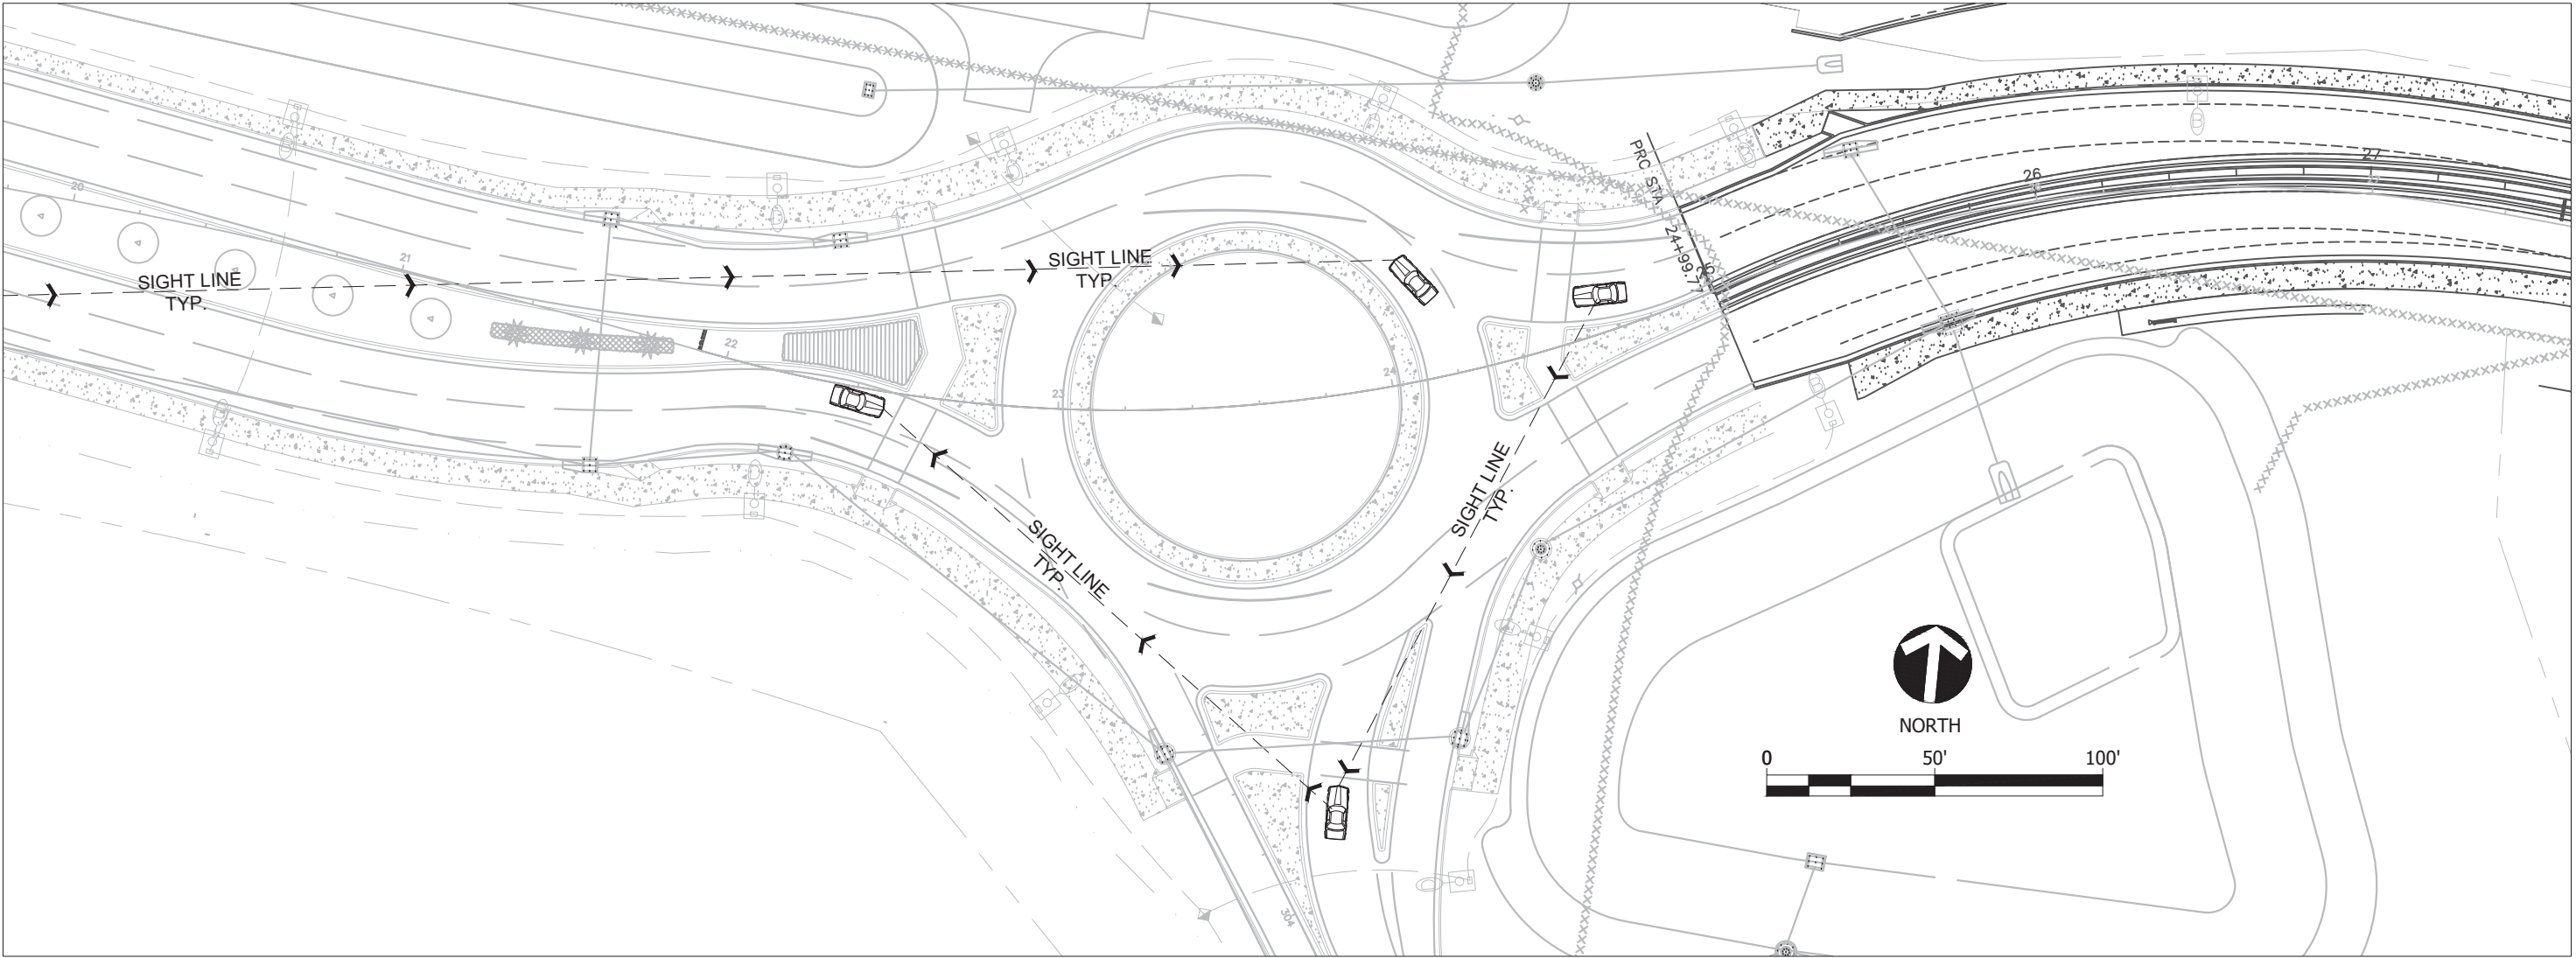 20
21
22
23
24
26
27
PRC STA
24+99.7
SIGHT LINE
TYP.
SIGHT LINE
TYP.
SIGHT LINE
TYP.
SIGHT LINE
TYP.
NORTH
0
50'
100'
304